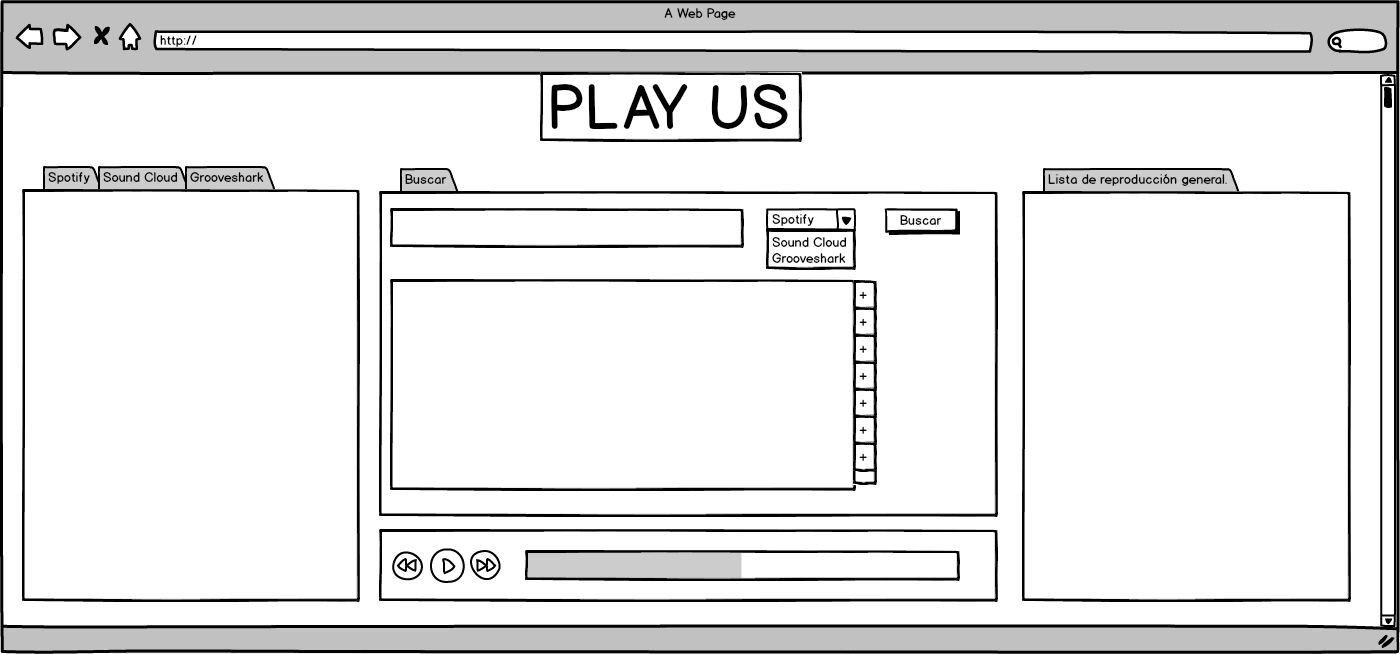 A Web Page
http://
PLAY US
Spotify
Sound Cloud
Grooveshark
Buscar
Lista de reproducción general.
Spotify
Buscar
Sound Cloud
Grooveshark
+
+
+
+
+
+
+